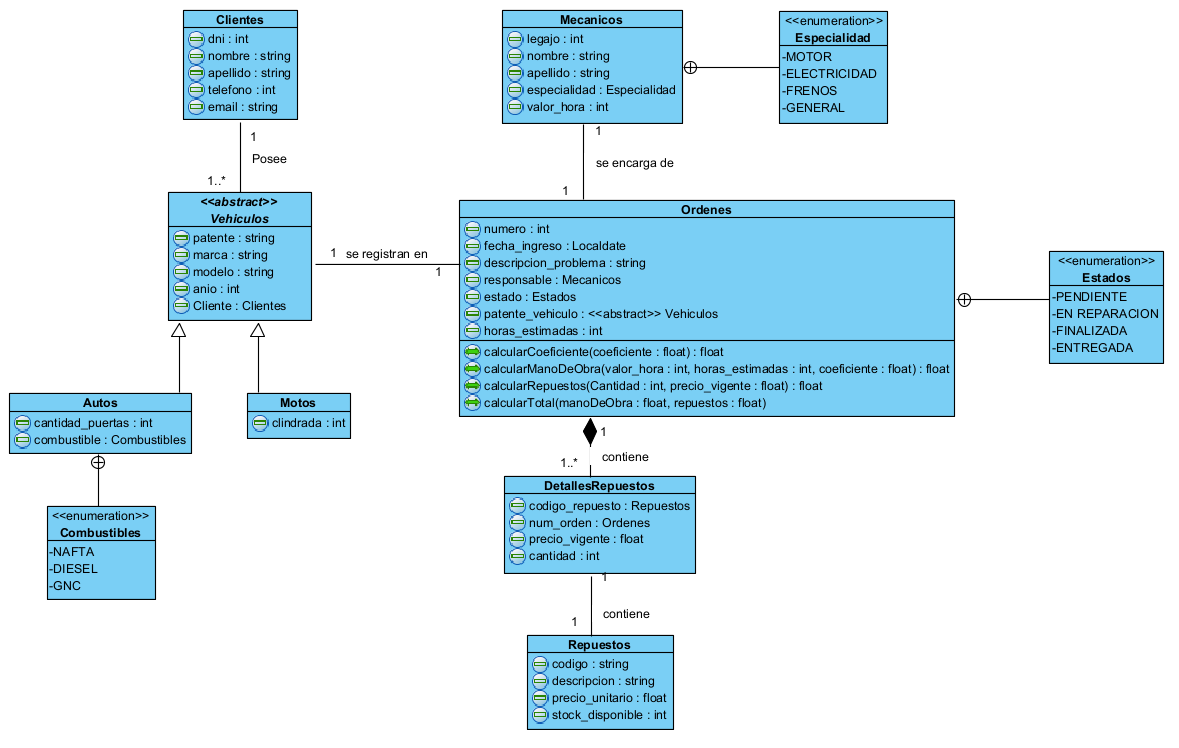 Clientes
dni : int
nombre : string
apellido : string
telefono : int
email : string
Mecanicos
legajo : int
nombre : string
apellido : string
especialidad : Especialidad
valor_hora : int
<<enumeration>>
Especialidad
-MOTOR
-ELECTRICIDAD
-FRENOS
-GENERAL
1
Posee
1..*
1
se encarga de
1
<<abstract>>
Vehiculos
patente : string
marca : string
modelo : string
anio : int
Cliente : Clientes
1 se registran en
1
Ordenes
numero : int
fecha_ingreso : Localdate
descripcion_problema : string
responsable : Mecanicos
estado : Estados
patente_vehiculo : <<abstract>> Vehiculos
horas_estimadas : int
calcularCoeficiente(coeficiente : float) : float
calcularManoDeObra(valor_hora : int, horas_estimadas : int, coeficiente : float) : float
calcularRepuestos(Cantidad : int, precio_vigente : float) : float
calcularTotal(manoDeObra : float, repuestos : float)
<<enumeration>>
Estados
-PENDIENTE
-EN REPARACION
-FINALIZADA
-ENTREGADA
Autos
cantidad_puertas : int
combustible : Combustibles
Motos
clindrada : int
<<enumeration>>
Combustibles
-NAFTA
-DIESEL
-GNC
1
contiene
1..*
DetallesRepuestos
codigo_repuesto : Repuestos
num_orden : Ordenes
precio_vigente : float
cantidad : int
1
contiene
1
Repuestos
codigo : string
descripcion : string
precio_unitario : float
stock_disponible : int